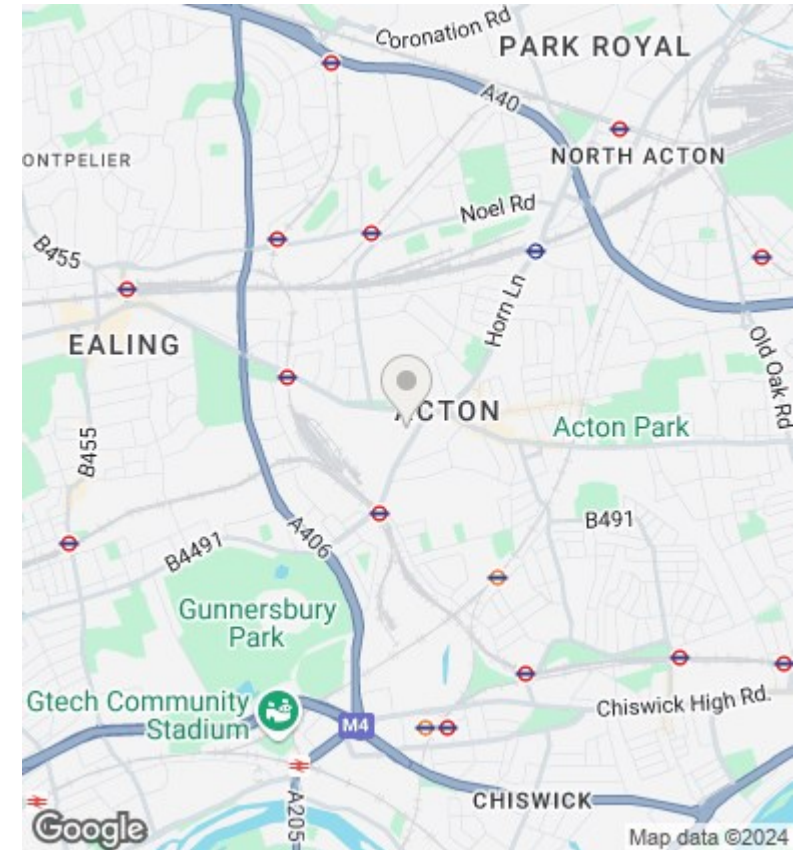 Coronation Rd
PARK ROYAL
A40
ONTPELIER
NORTH ACTON
Noel Rd
B455
Horn Ln
EALING
Old Oak Rd
ACTON
Acton Park
B455
B491
A406
B4491
Gunnersbury
Park
Gtech Community
Stadium
Chiswick High Rd.
M4
CHISWICK
A205
Google
Map data ©2024